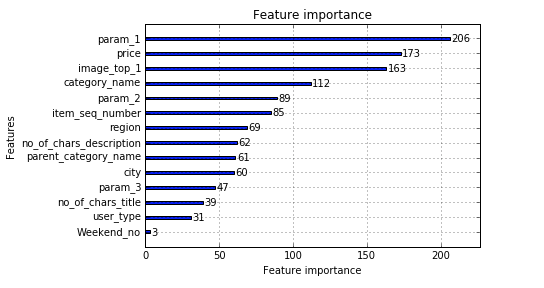 Feature importance
Features
param_1 206
price 173
image_top_1 163
category_name 112
param_2 89
item_seq_number 85
region 69
no_of_chars_description 62
parent_category_name 61
city 60
param_3 47
no_of_chars_title 39
user_type 31
Weekend_no 3
0 50 100 150 200
Feature importance